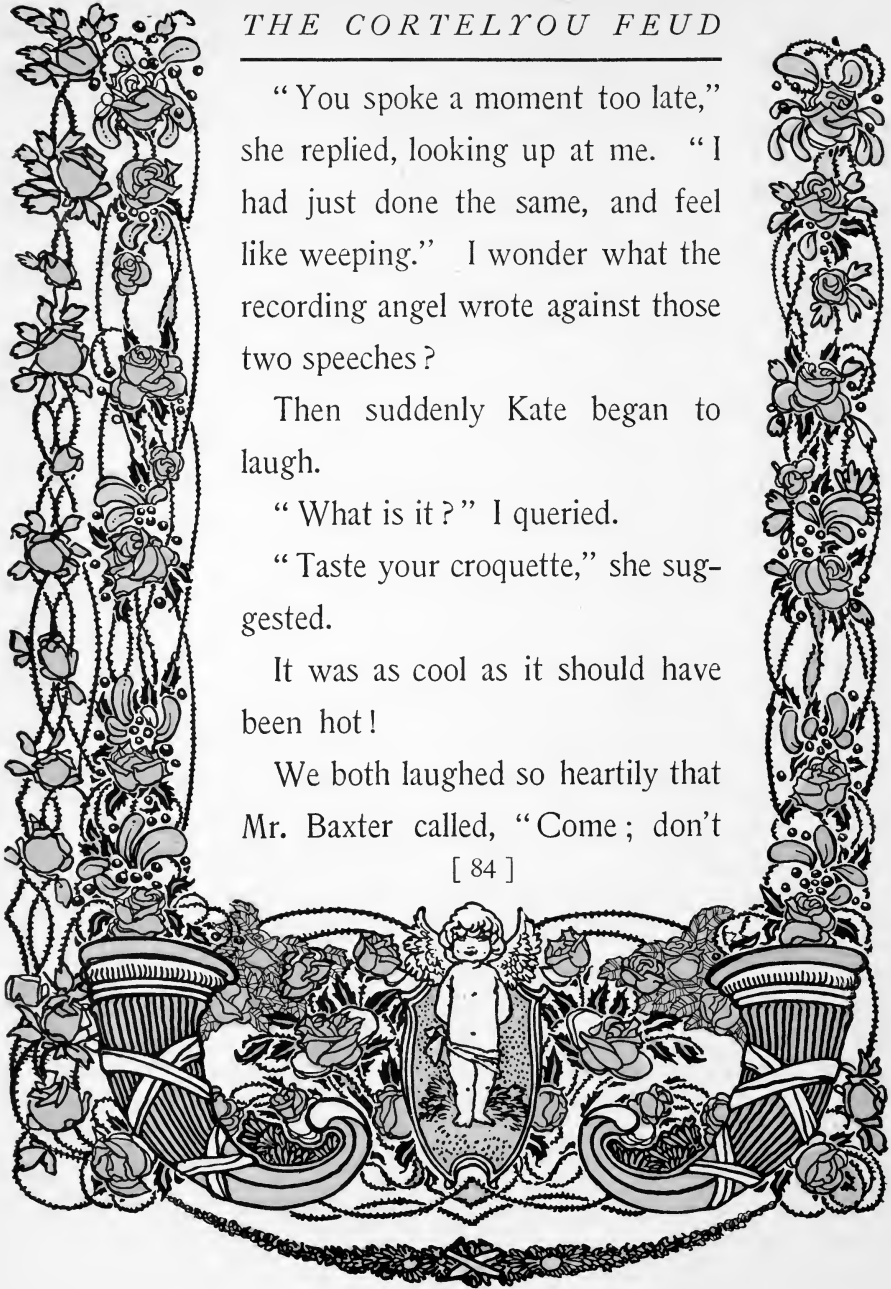 THE CORTELYOU FEUD
“You spoke a moment too late,”
she replied, looking up at me. “I
had just done the same, and feel
like weeping.” I wonder what the
recording angel wrote against those
two speeches?
Then suddenly Kate began to
laugh.
“What is it?” I queried.
“Taste your croquette,” she sug-
gested.
It was as cool as it should have
been hot!
We both laughed so heartily that
Mr. Baxter called, “Come; don’t
[ 84 ]